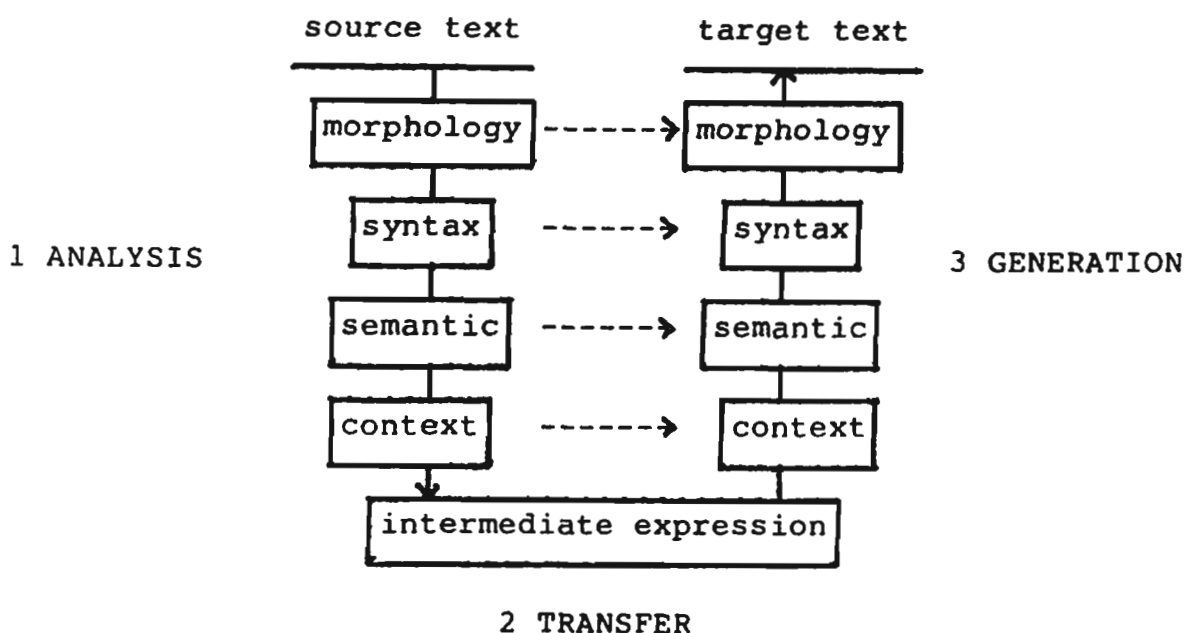 source text
target text
morphology
morphology
syntax
syntax
1 ANALYSIS
3 GENERATION
semantic
semantic
context
context
intermediate expression
2 TRANSFER